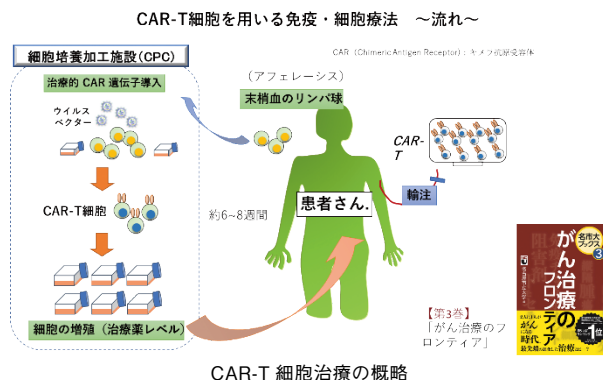 CAR-T細胞を用いる免疫・細胞療法 ～流れ～
CAR（Chimeric Antigen Receptor）：キメラ抗原受容体
細胞培養加工施設(CPC)
治療的 CAR 遺伝子導入
ウイルス
ベクター
CAR-T細胞
細胞の増殖（治療薬レベル）
（アフェレーシス）
末梢血のリンパ球
約6~8週間
患者さん.
CAR-
T
輸注
【第3巻】
「がん治療のフ
ロンティア」
名市大
ブックス
3
がん治療の
フロンティア
がん
時代、
1位
CAR-T 細胞治療の概略